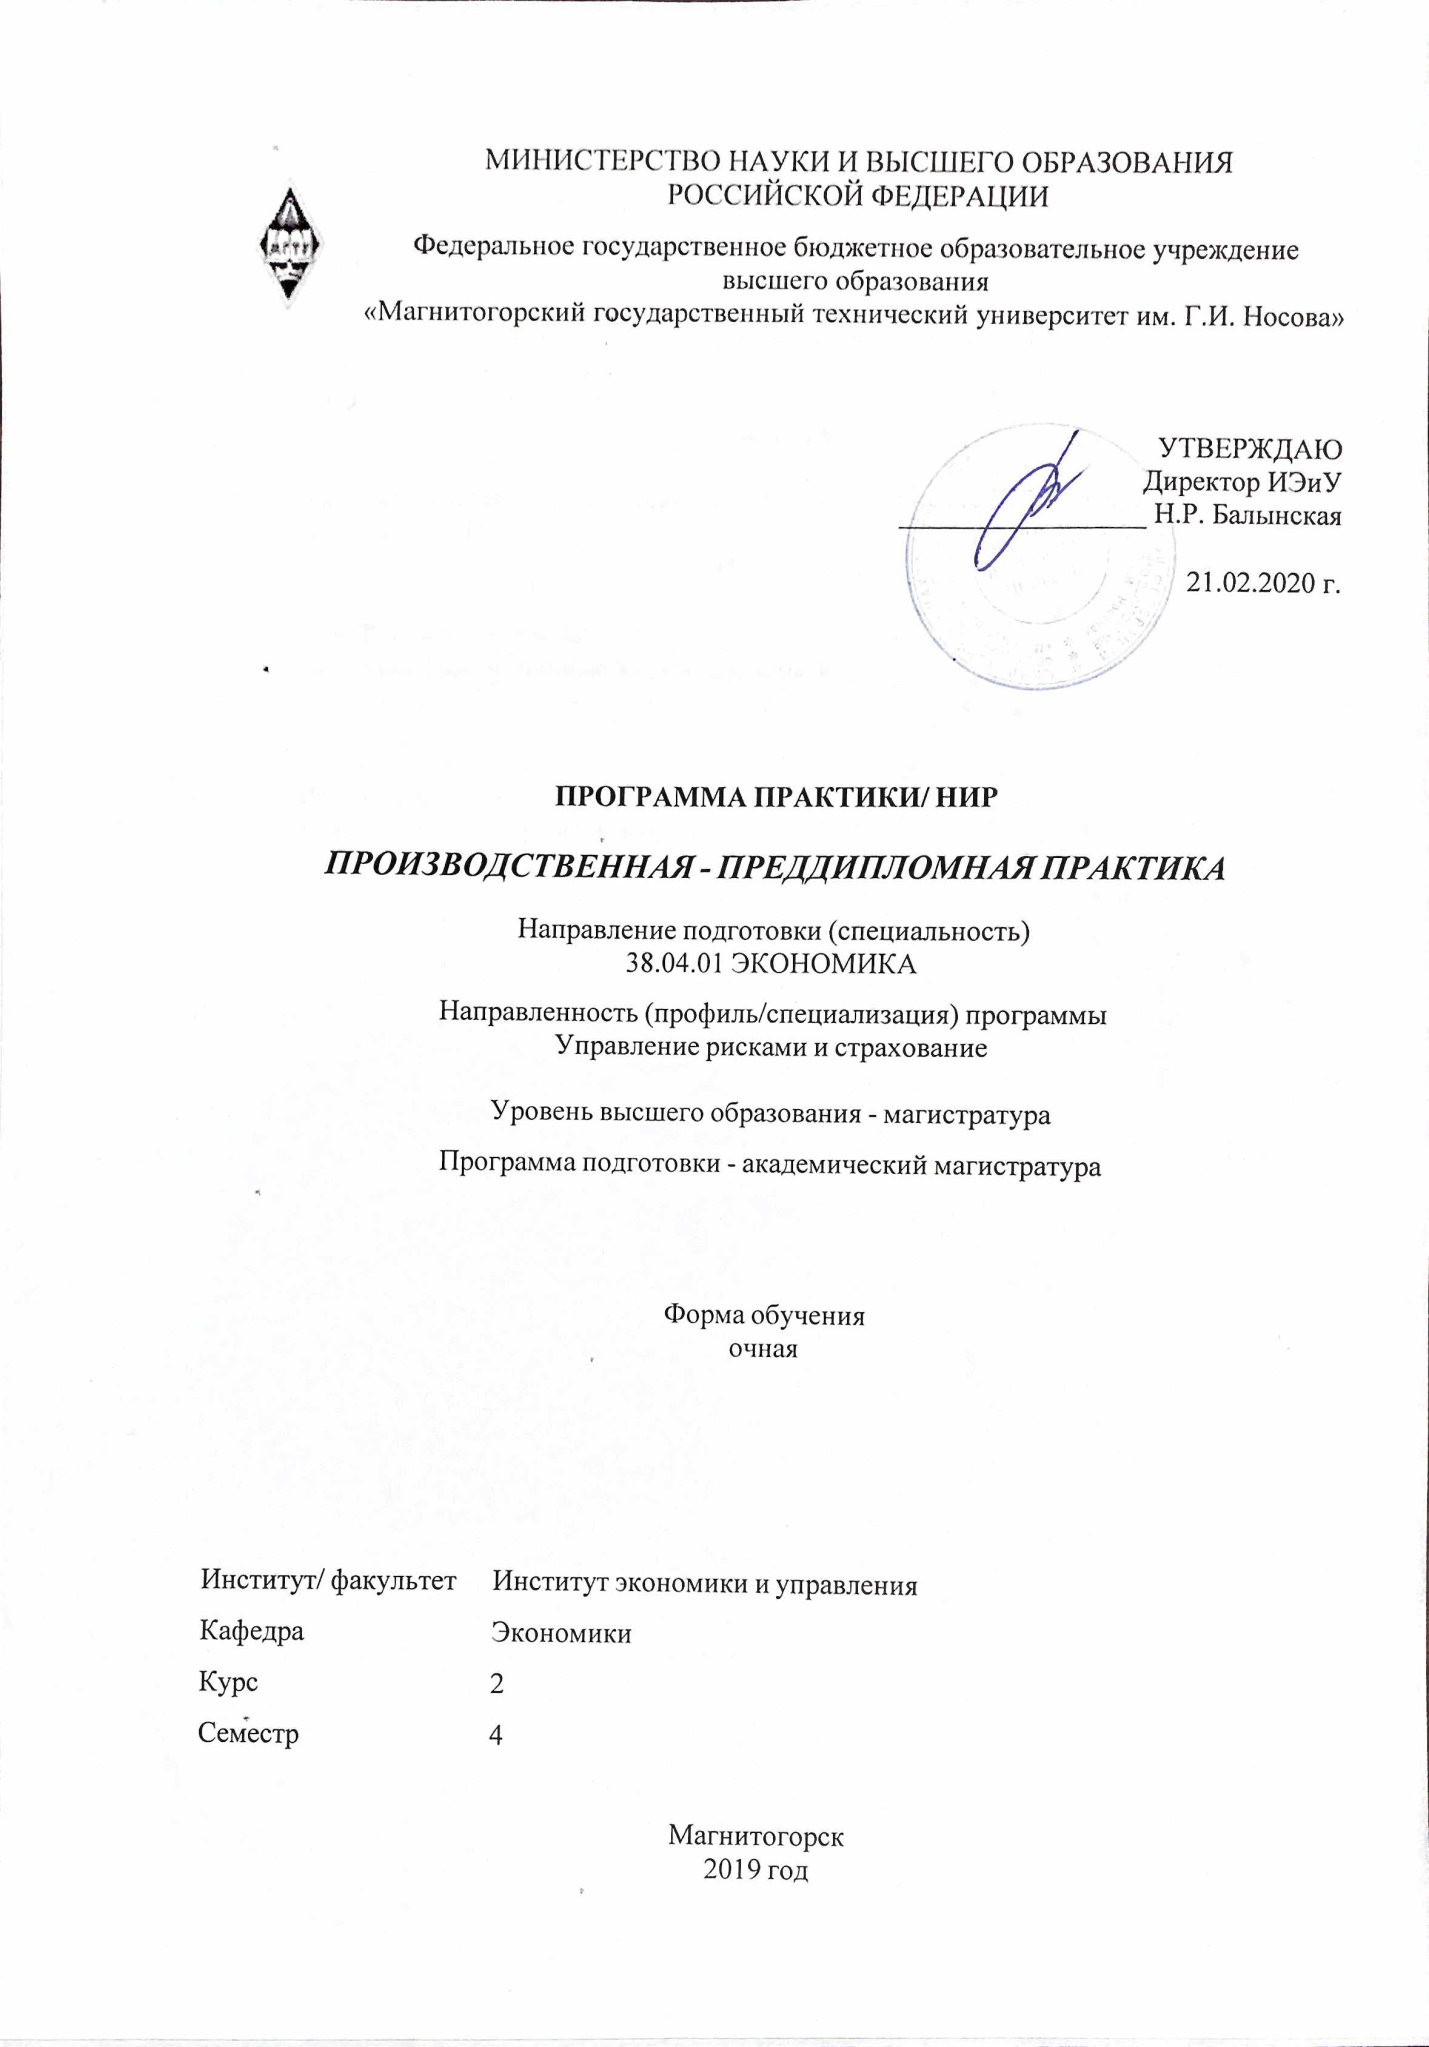 МИНИСТЕРСТВО НАУКИ И ВЫСШЕГО ОБРАЗОВАНИЯ
РОССИЙСКОЙ ФЕДЕРАЦИИ
Федеральное государственное бюджетное образовательное учреждение
высшего образования
«Магнитогорский государственный технический университет им. Г.И. Носова»
УТВЕРЖДАЮ
Директор ИЭиУ
Н.Р. Балынская
21.02.2020 г.
ПРОГРАММА ПРАКТИКИ/ НИР
ПРОИЗВОДСТВЕННАЯ - ПРЕДДИПЛОМНАЯ ПРАКТИКА
Направление подготовки (специальность)
38.04.01 ЭКОНОМИКА
Направленность (профиль/специализация) программы
Управление рисками и страхование
Уровень высшего образования - магистратура
Программа подготовки - академический магистратура
Форма обучения
очная
Институт/ факультет Институт экономики и управления
Кафедра Экономики
Курс 2
Семестр 4
Магнитогорск
2019 год